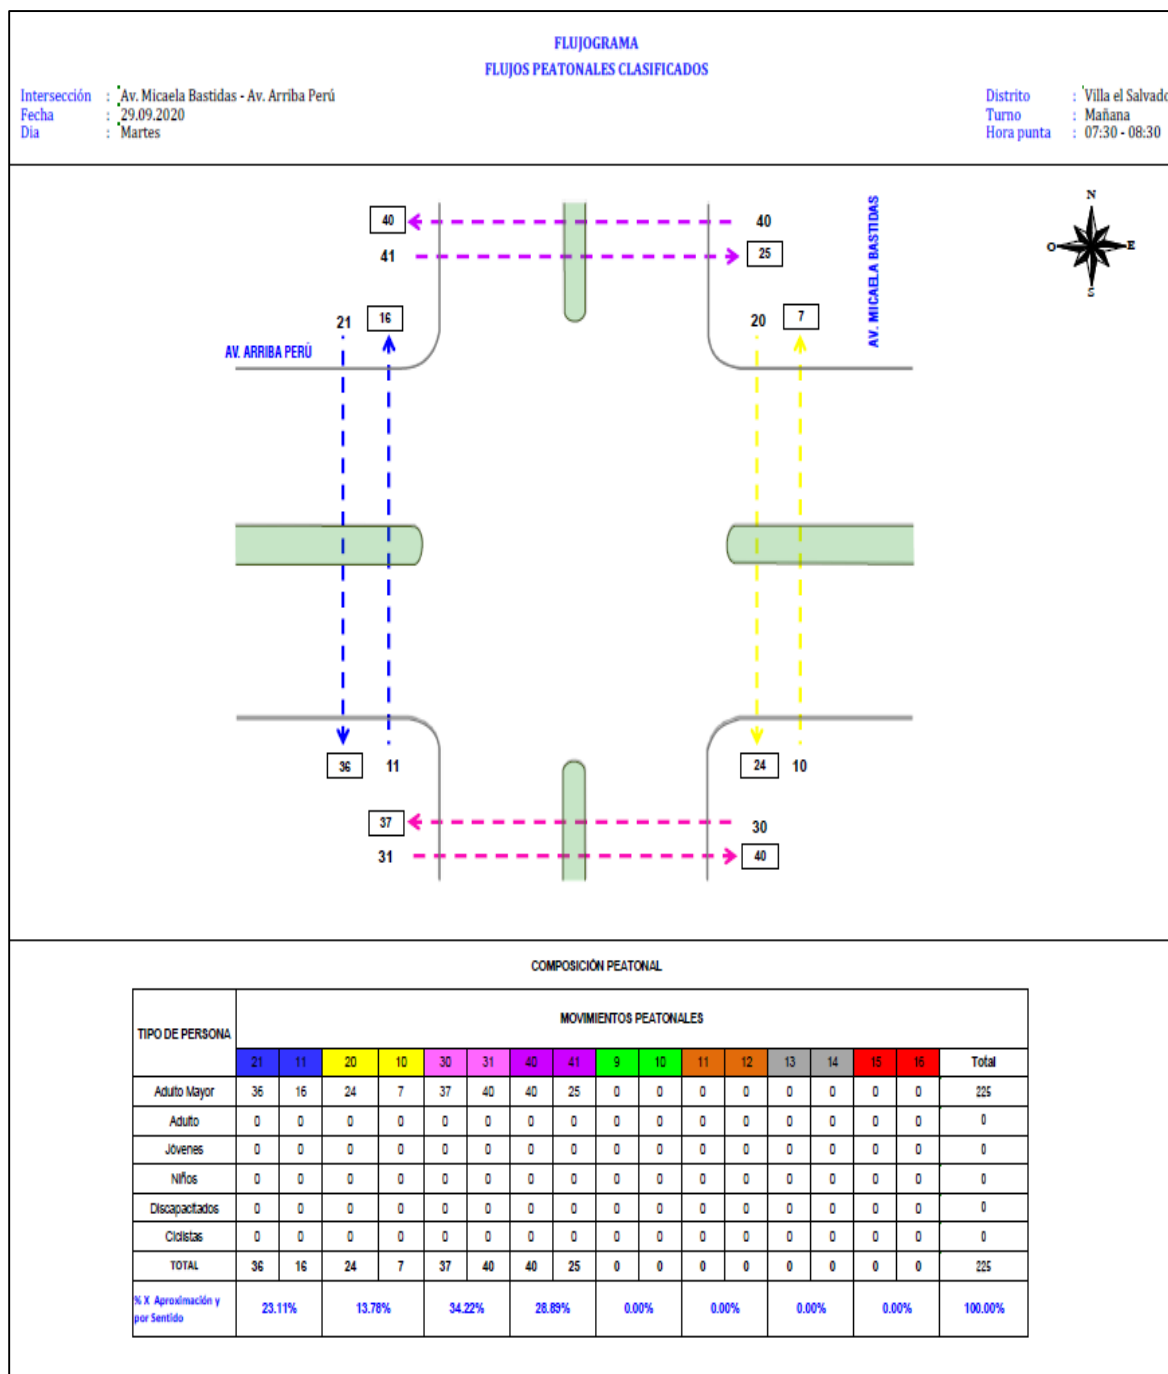 FLUJOGRAMA
FLUJOS PEATONALES CLASIFICADOS
Intersección : Av. Micaela Bastidas - Av. Arriba Perú
Fecha : 29.09.2020
Dia : Martes
Distrito : Villa el Salvado
Turno : Mañana
Hora punta : 07:30 - 08:30
N
O E
S
AV. MICAELA BASTIDAS
40 40
41 25
21 16 20 7
AV. ARRIBA PERÚ
36 11 24 10
37 30
31 40
COMPOSICIÓN PEATONAL
TIPO DE PERSONA MOVIMIENTOS PEATONALES
21 11 20 10 30 31 40 41 9 10 11 12 13 14 15 16 Total
Adulto Mayor 36 16 24 7 37 40 40 25 0 0 0 0 0 0 0 0 225
Adulto 0 0 0 0 0 0 0 0 0 0 0 0 0 0 0 0 0
Jóvenes 0 0 0 0 0 0 0 0 0 0 0 0 0 0 0 0 0
Niños 0 0 0 0 0 0 0 0 0 0 0 0 0 0 0 0 0
Discapacitados 0 0 0 0 0 0 0 0 0 0 0 0 0 0 0 0 0
Ciclistas 0 0 0 0 0 0 0 0 0 0 0 0 0 0 0 0 0
TOTAL 36 16 24 7 37 40 40 25 0 0 0 0 0 0 0 0 225
% X Aproximación y
por Sentido 23.11% 13.78% 34.22% 28.89% 0.00% 0.00% 0.00% 0.00% 100.00%